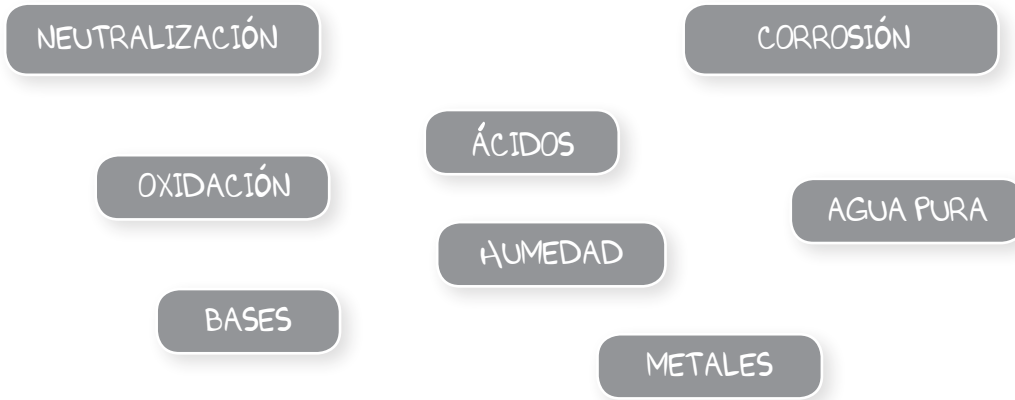 NEUTRALIZACIÓN
CORROSIÓN
ÁCIDOS
OXIDACIÓN
AGUA PURA
HUMEDAD
BASES
METALES